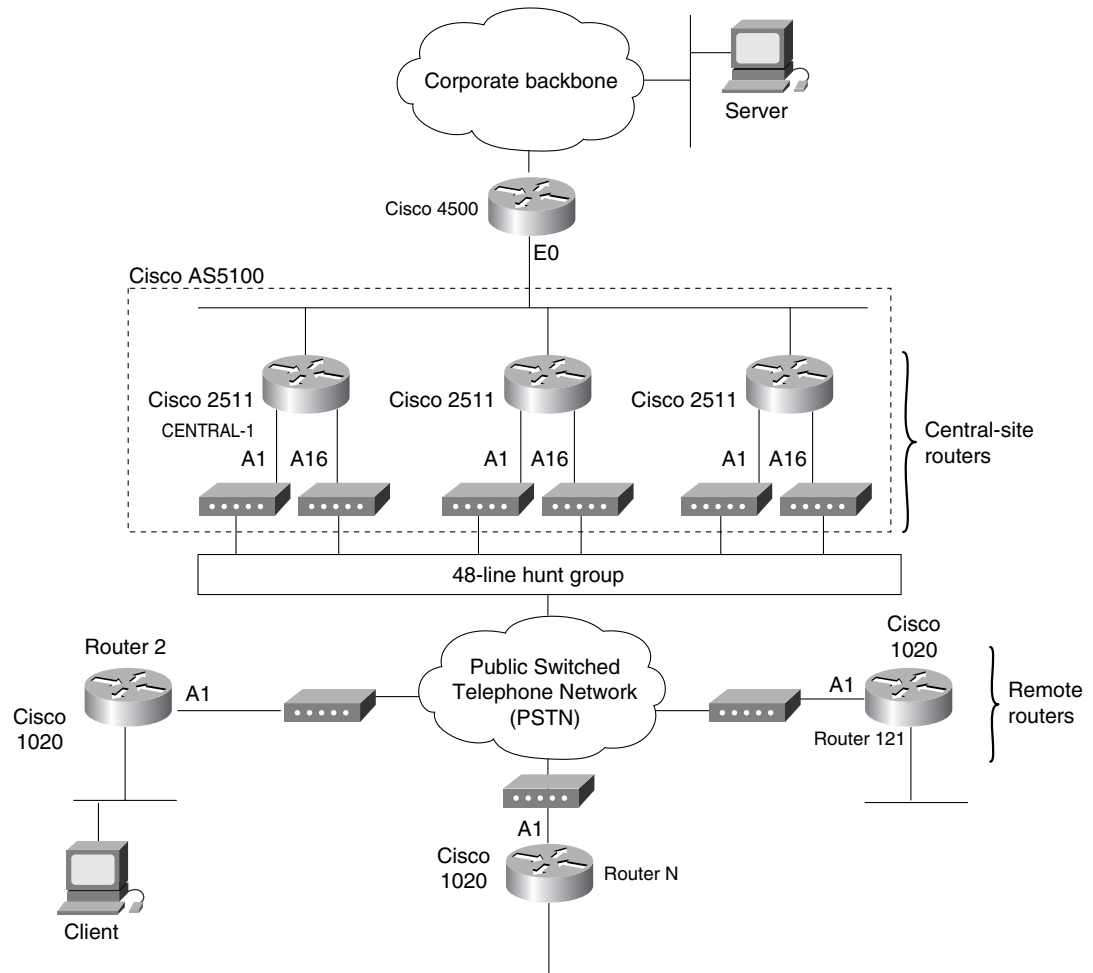 Corporate backbone
Server
Cisco 4500
E0
Cisco AS5100
Cisco 2511
CENTRAL-1
A1
A16
Cisco 2511
A1
A16
Cisco 2511
A1
A16
Central-site
routers
48-line hunt group
Router 2
A1
Cisco
1020
Public Switched
Telephone Network
(PSTN)
Cisco
1020
A1
Router 121
Remote
routers
A1
Cisco
1020
Router N
Client